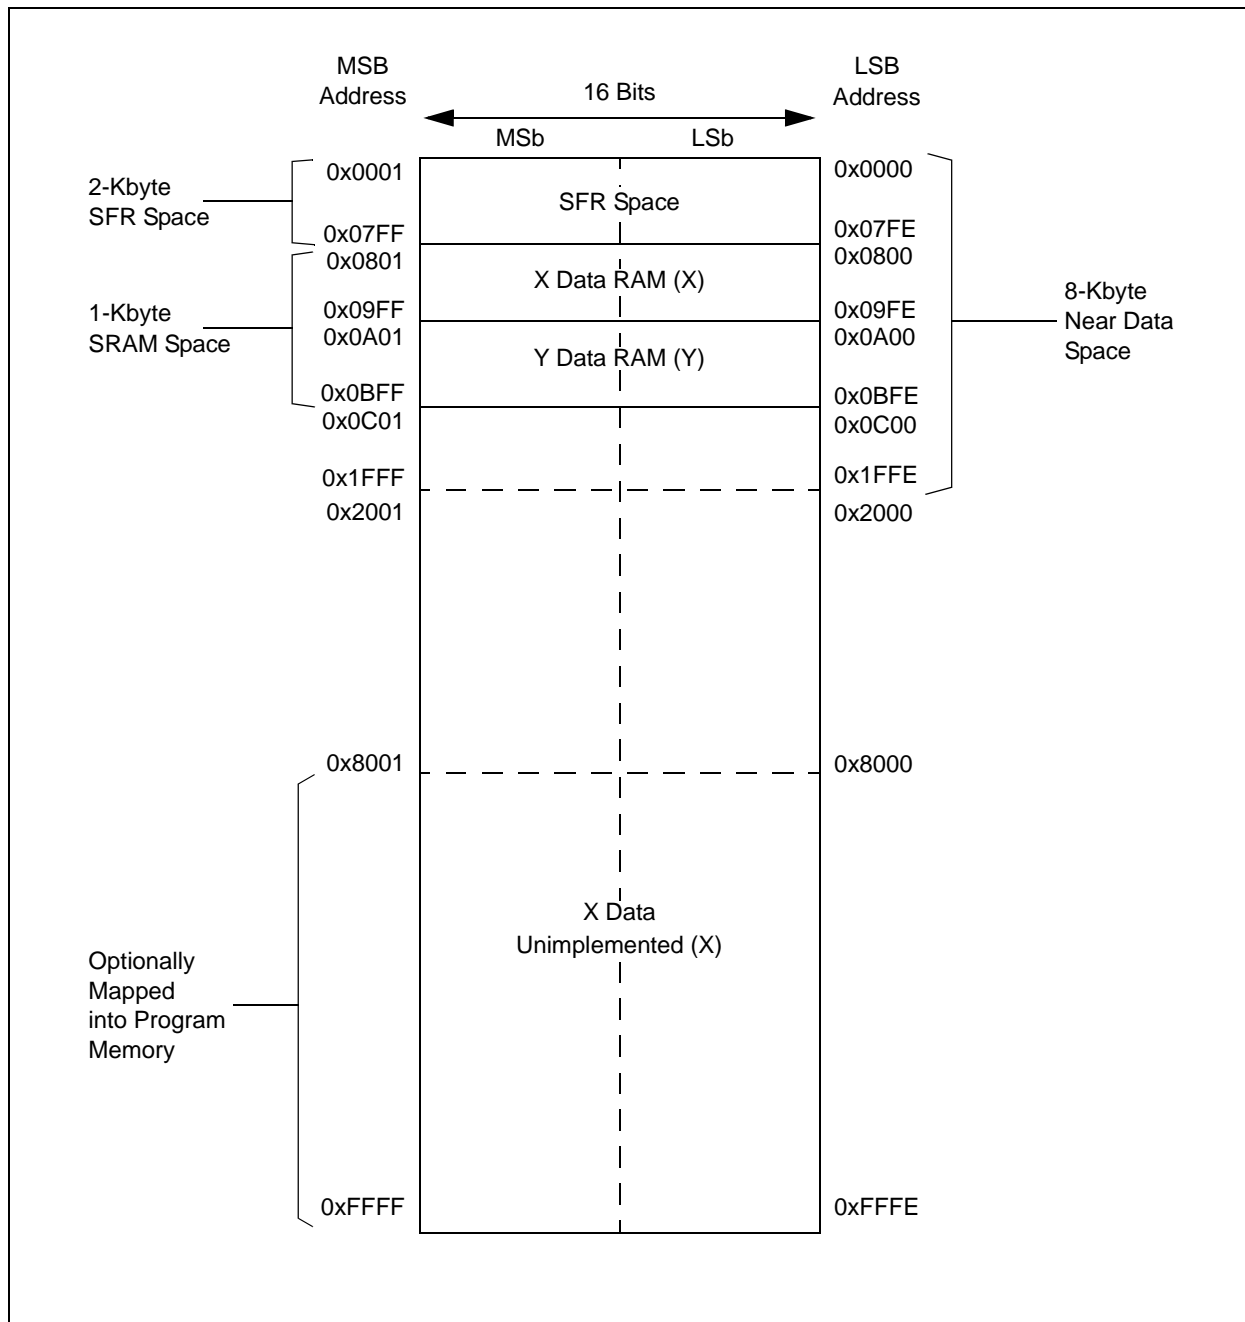 MSB
Address
16 Bits
LSB
Address
MSb
LSb
2-Kbyte
SFR Space
0x0001
SFR Space
0x0000
0x07FF
0x07FE
0x0801
0x0800
1-Kbyte
SRAM Space
X Data RAM (X)
0x09FF
0x09FE
0x0A01
0x0A00
Y Data RAM (Y)
8-Kbyte
Near Data
Space
0x0BFF
0x0BFE
0x0C01
0x0C00
0x1FFF
0x1FFE
0x2001
0x2000
0x8001
0x8000
X Data
Unimplemented (X)
Optionally
Mapped
into Program
Memory
0xFFFF
0xFFFE